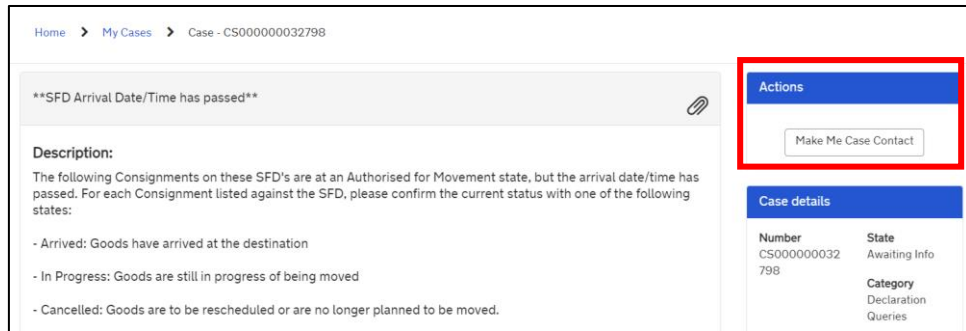 Home > My Cases > Case - CS000000032798
**SFD Arrival Date/Time has passed**
Description:
The following Consignments on these SFD's are at an Authorised for Movement state, but the arrival date/time has
passed. For each Consignment listed against the SFD, please confirm the current status with one of the following
states:
- Arrived: Goods have arrived at the destination
- In Progress: Goods are still in progress of being moved
- Cancelled: Goods are to be rescheduled or are no longer planned to be moved.
Actions
Make Me Case Contact
Case details
Number
CS000000032
798
State
Awaiting Info
Category
Declaration
Queries